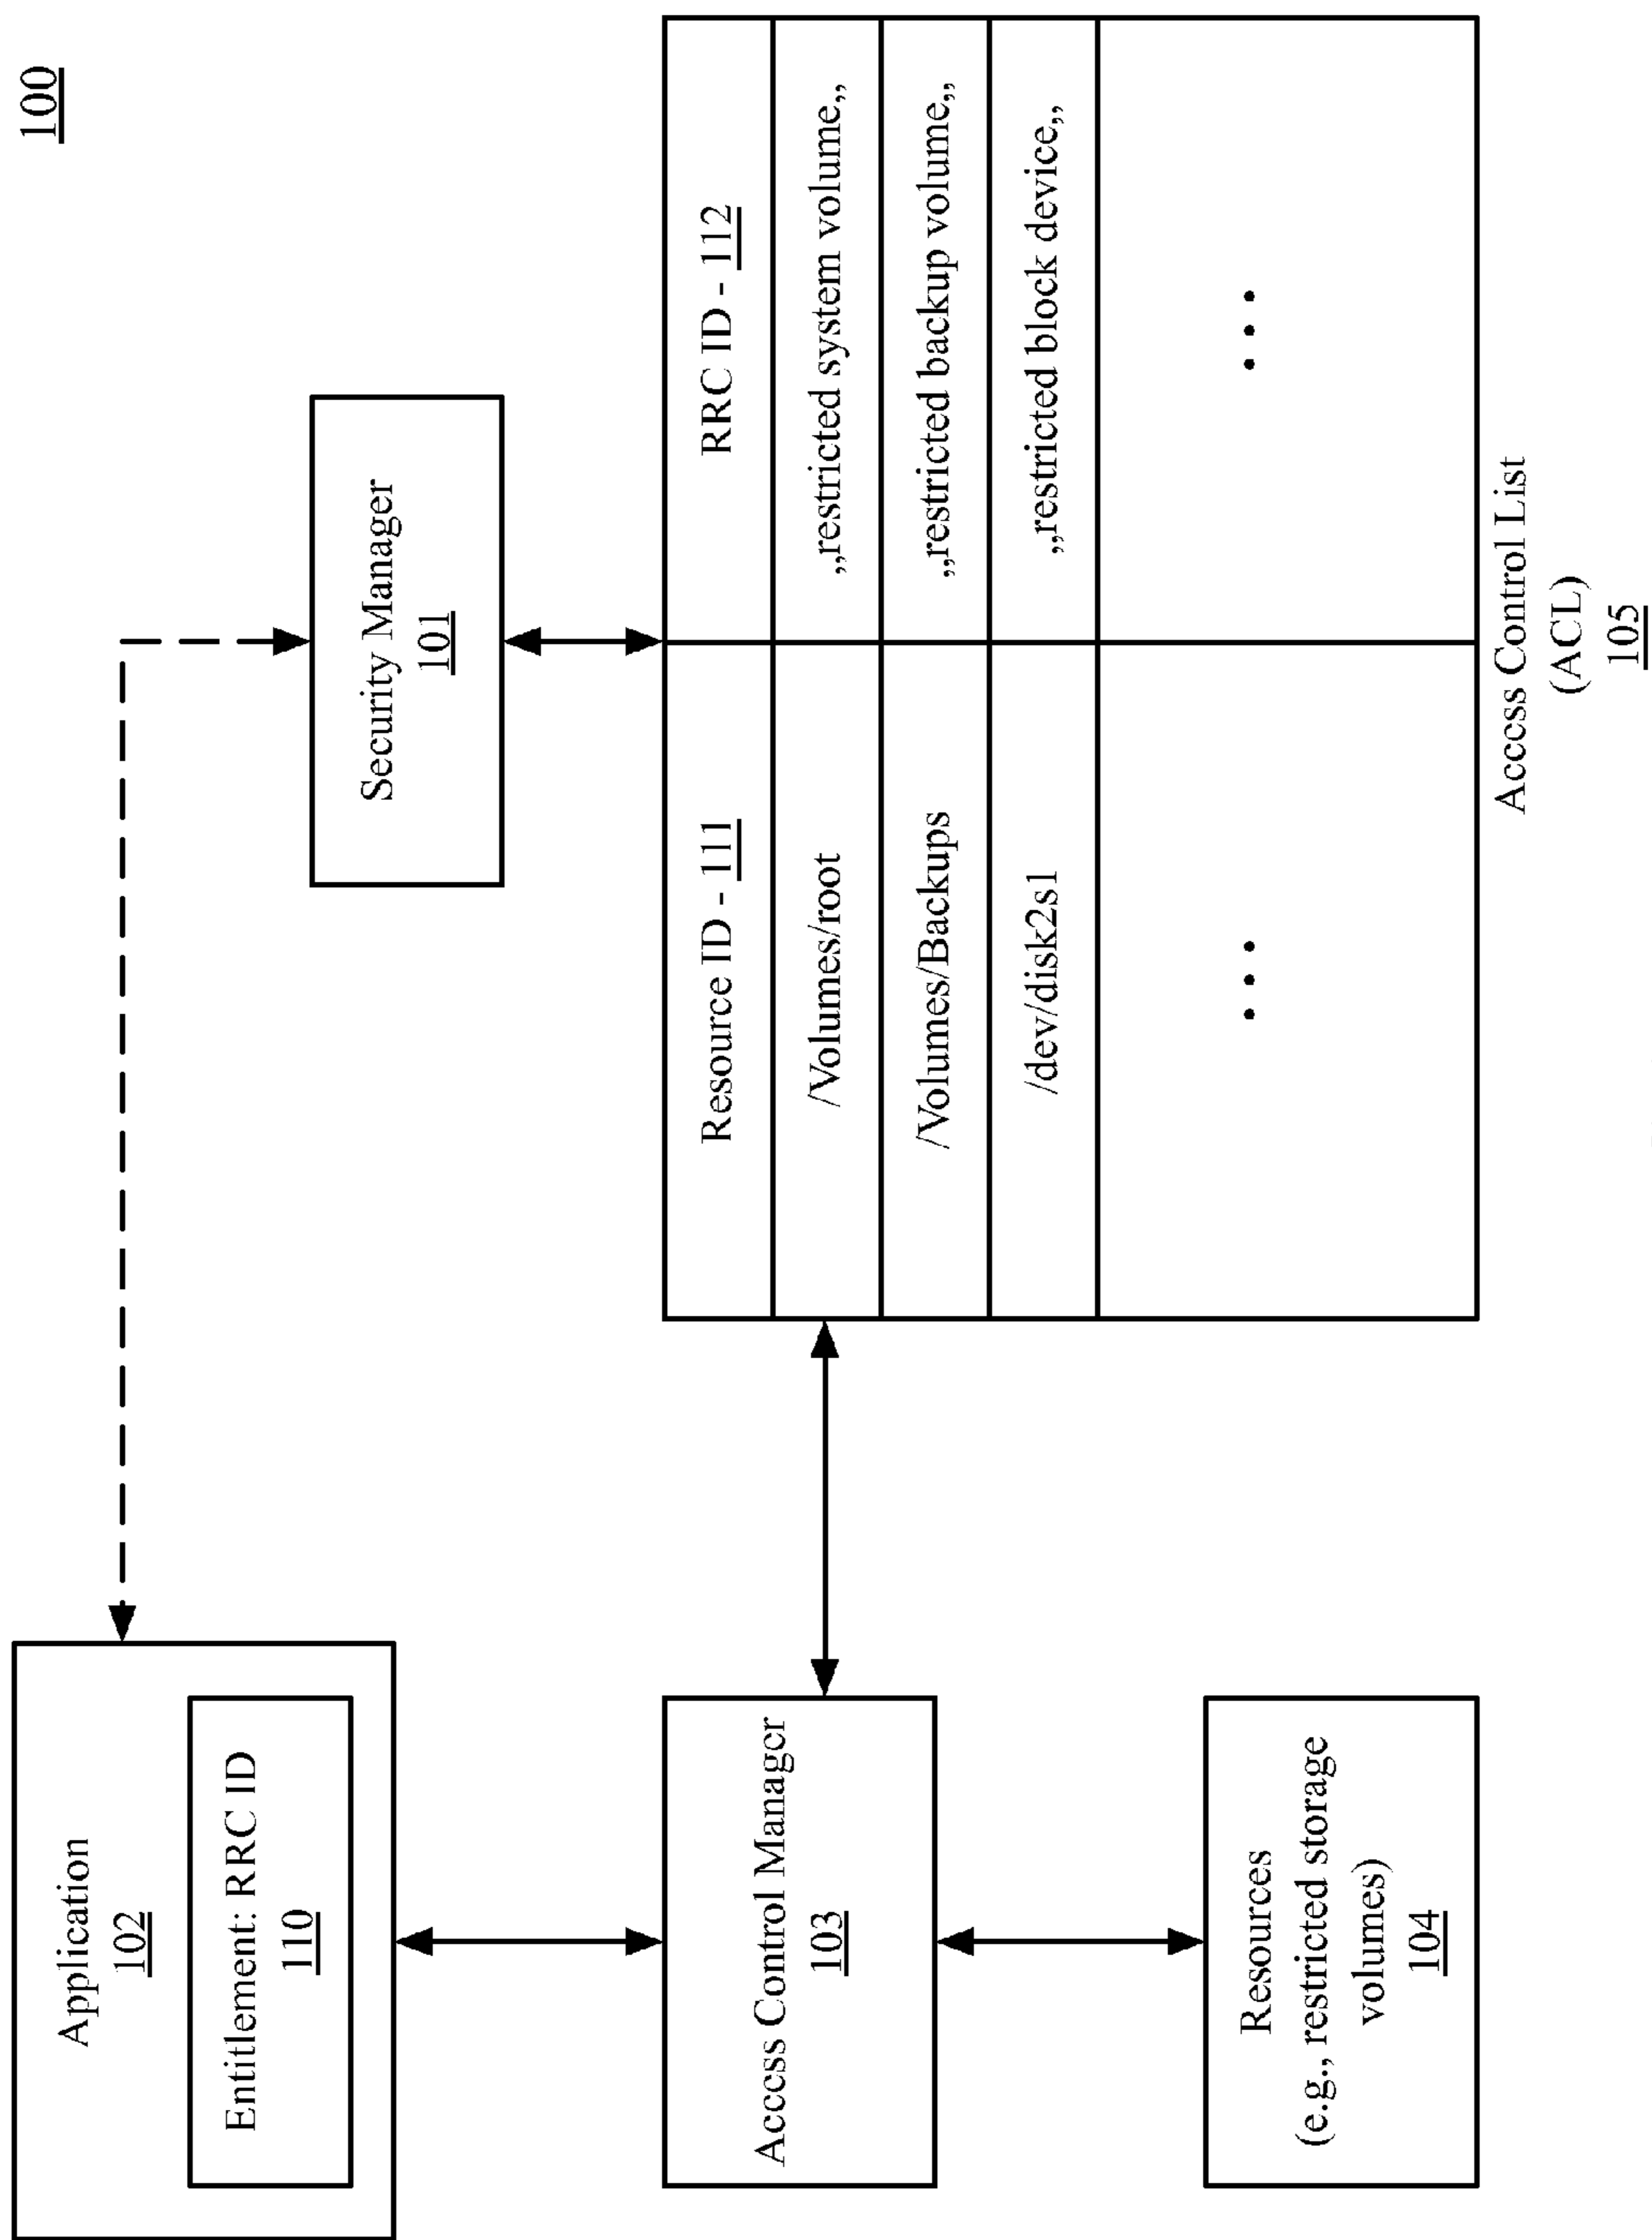 100
Application
102
Entitlement: RRC ID
110
Security Manager
101
Access Control Manager
103
Resource ID - 111
RRC ID - 112
/Volumes/root
„restricted system volume„
/Volumes/Backups
„restricted backup volume„
/dev/disk2s1
„restricted block device„
...
...
Access Control List
(ACL)
105
Resources
(e.g., restricted storage
volumes)
104